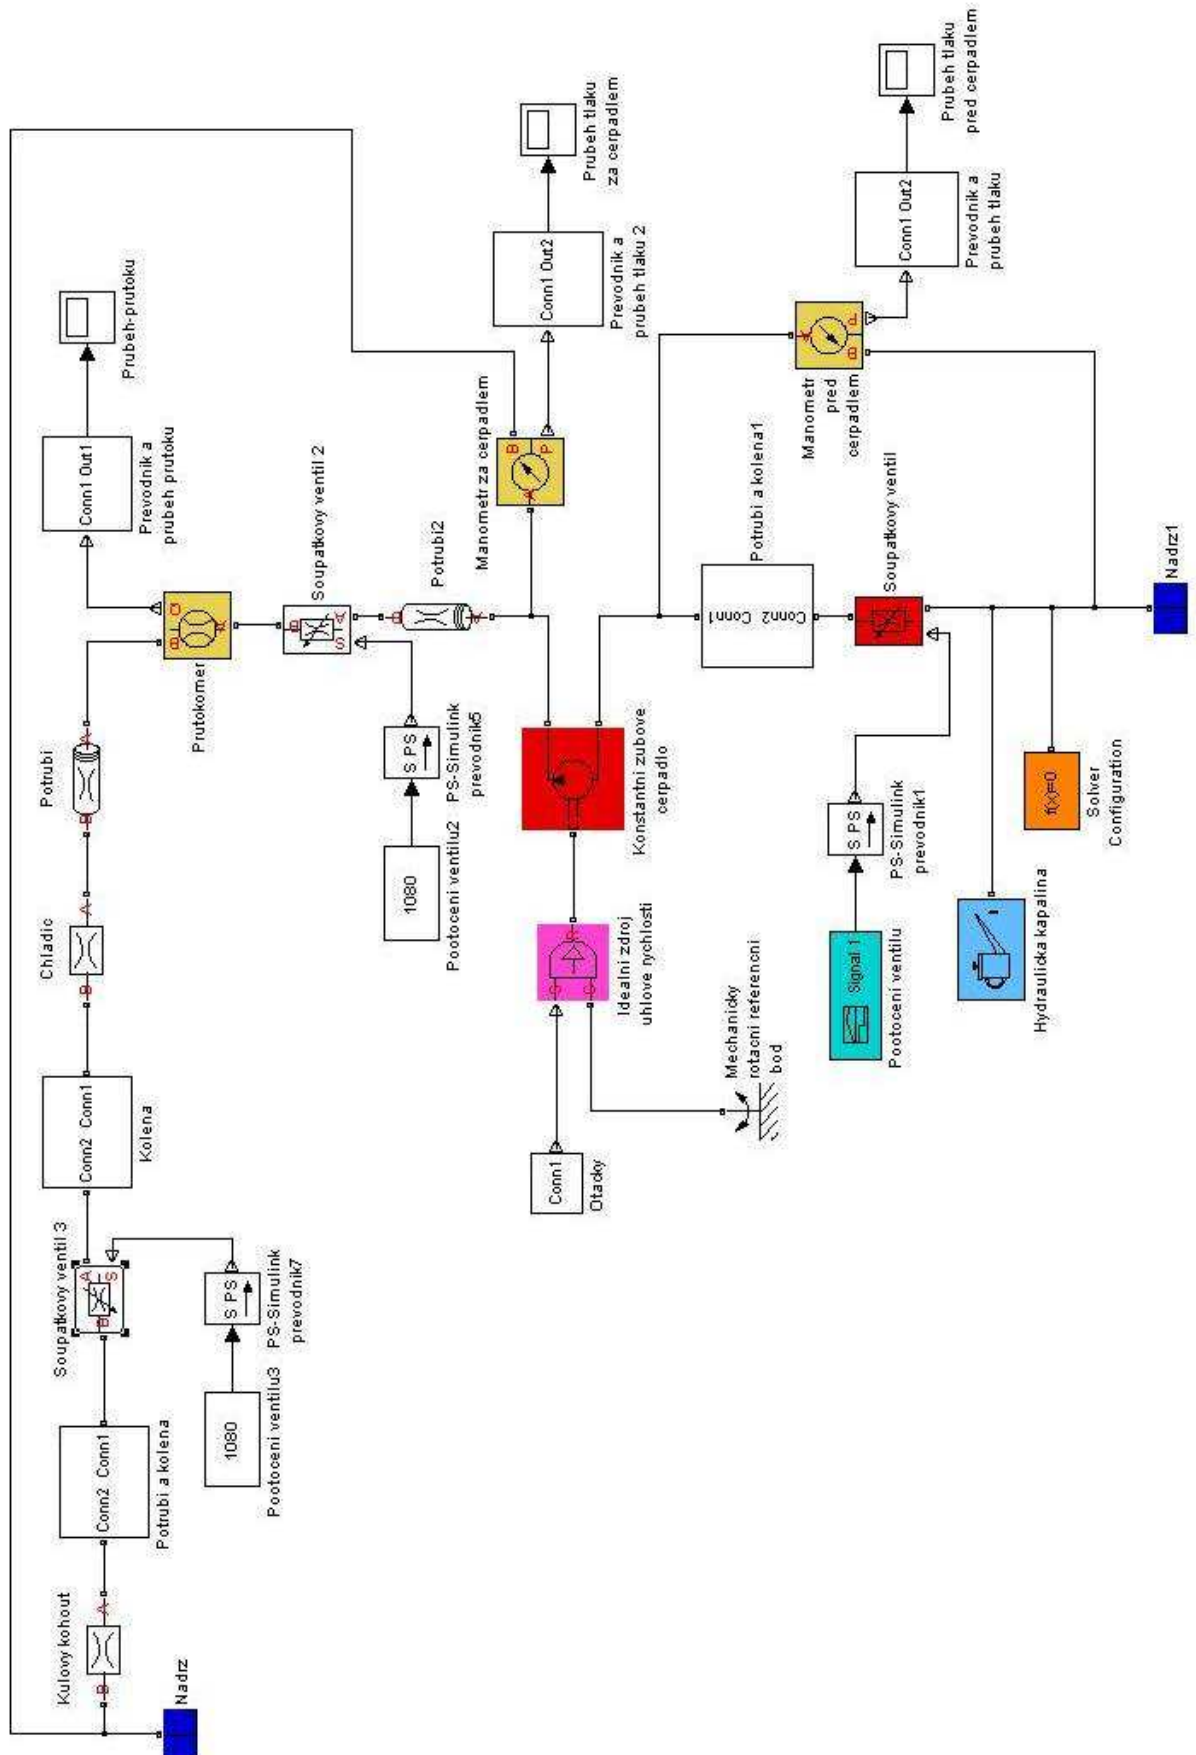 Kulovy kohout
B
A
Nadrz
Conn2 Conn1
Potrubi a kolena
Soupatkovy ventil 3
B
A
S
1080
Pootoceni ventilu3
S PS
PS-Simulink
prevodnik7
Conn2 Conn1
Kolena
Chladic
B
A
Potrubi
B
A
Prutokomer
B
Q
A
Conn1 Out1
Prevodnik a
prubeh prutoku
Prubeh-prutoku
Soupatkovy ventil 2
B
A
S
1080
Pootoceni ventilu2
S PS
PS-Simulink
prevodnik5
Potrubi2
B
A
Manometr za cerpadlem
A
B
P
Conn1 Out2
Prevodnik a
prubeh tlaku 2
Prubeh tlaku
za cerpadlem
Conn1
Otacky
S
C
R
Idealni zdroj
uhlove rychlosti
Mechanicky
rotacni referencni
bod
Konstantni zubove
cerpadlo
Conn2 Conn1
Potrubi a kolena1
Manometr
pred
cerpadlem
A
B
P
Conn1 Out2
Prevodnik a
prubeh tlaku
Prubeh tlaku
pred cerpadlem
Soupatkovy ventil
Signal 1
Pootoceni ventilu
S PS
PS-Simulink
prevodnik1
Hydraulicka kapalina
f(x)=0
Solver
Configuration
Nadrz1